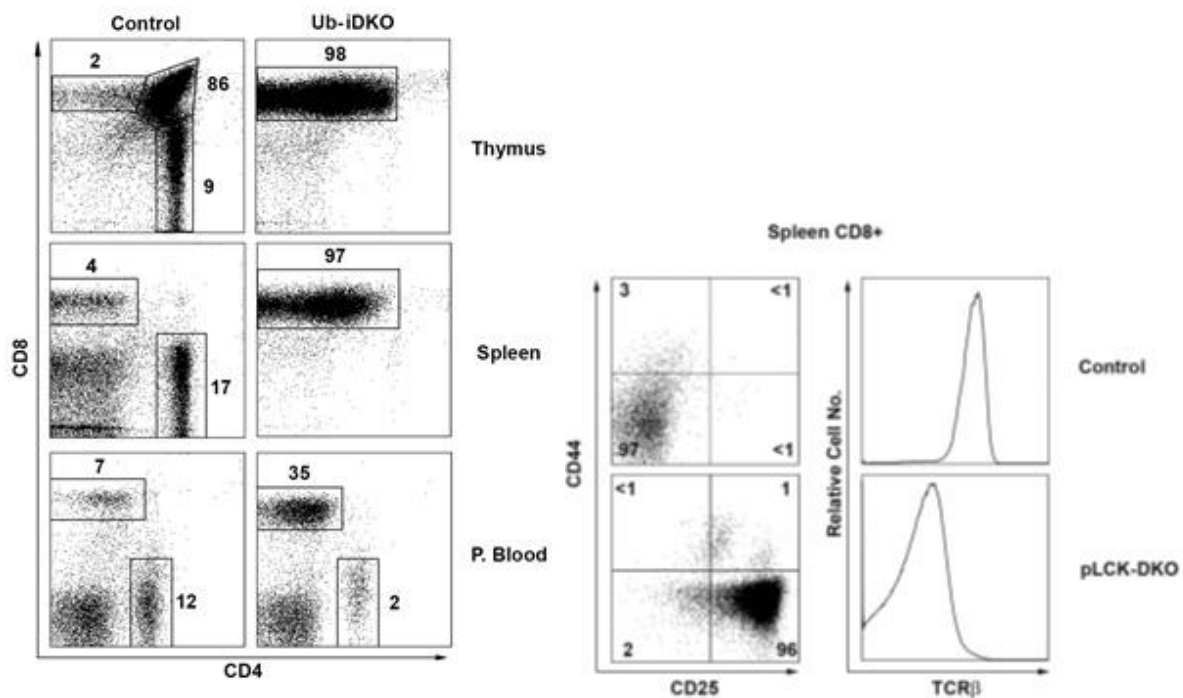 Control Ub-iDKO
2 86 9
98
Thymus
4 17
97
Spleen
7 12
35 2
P. Blood
CD8
CD4
Spleen CD8+
3 <1
97 <1
Control
<1 1
2 96
pLCK-DKO
CD44
CD25
Relative Cell No.
TCRβ